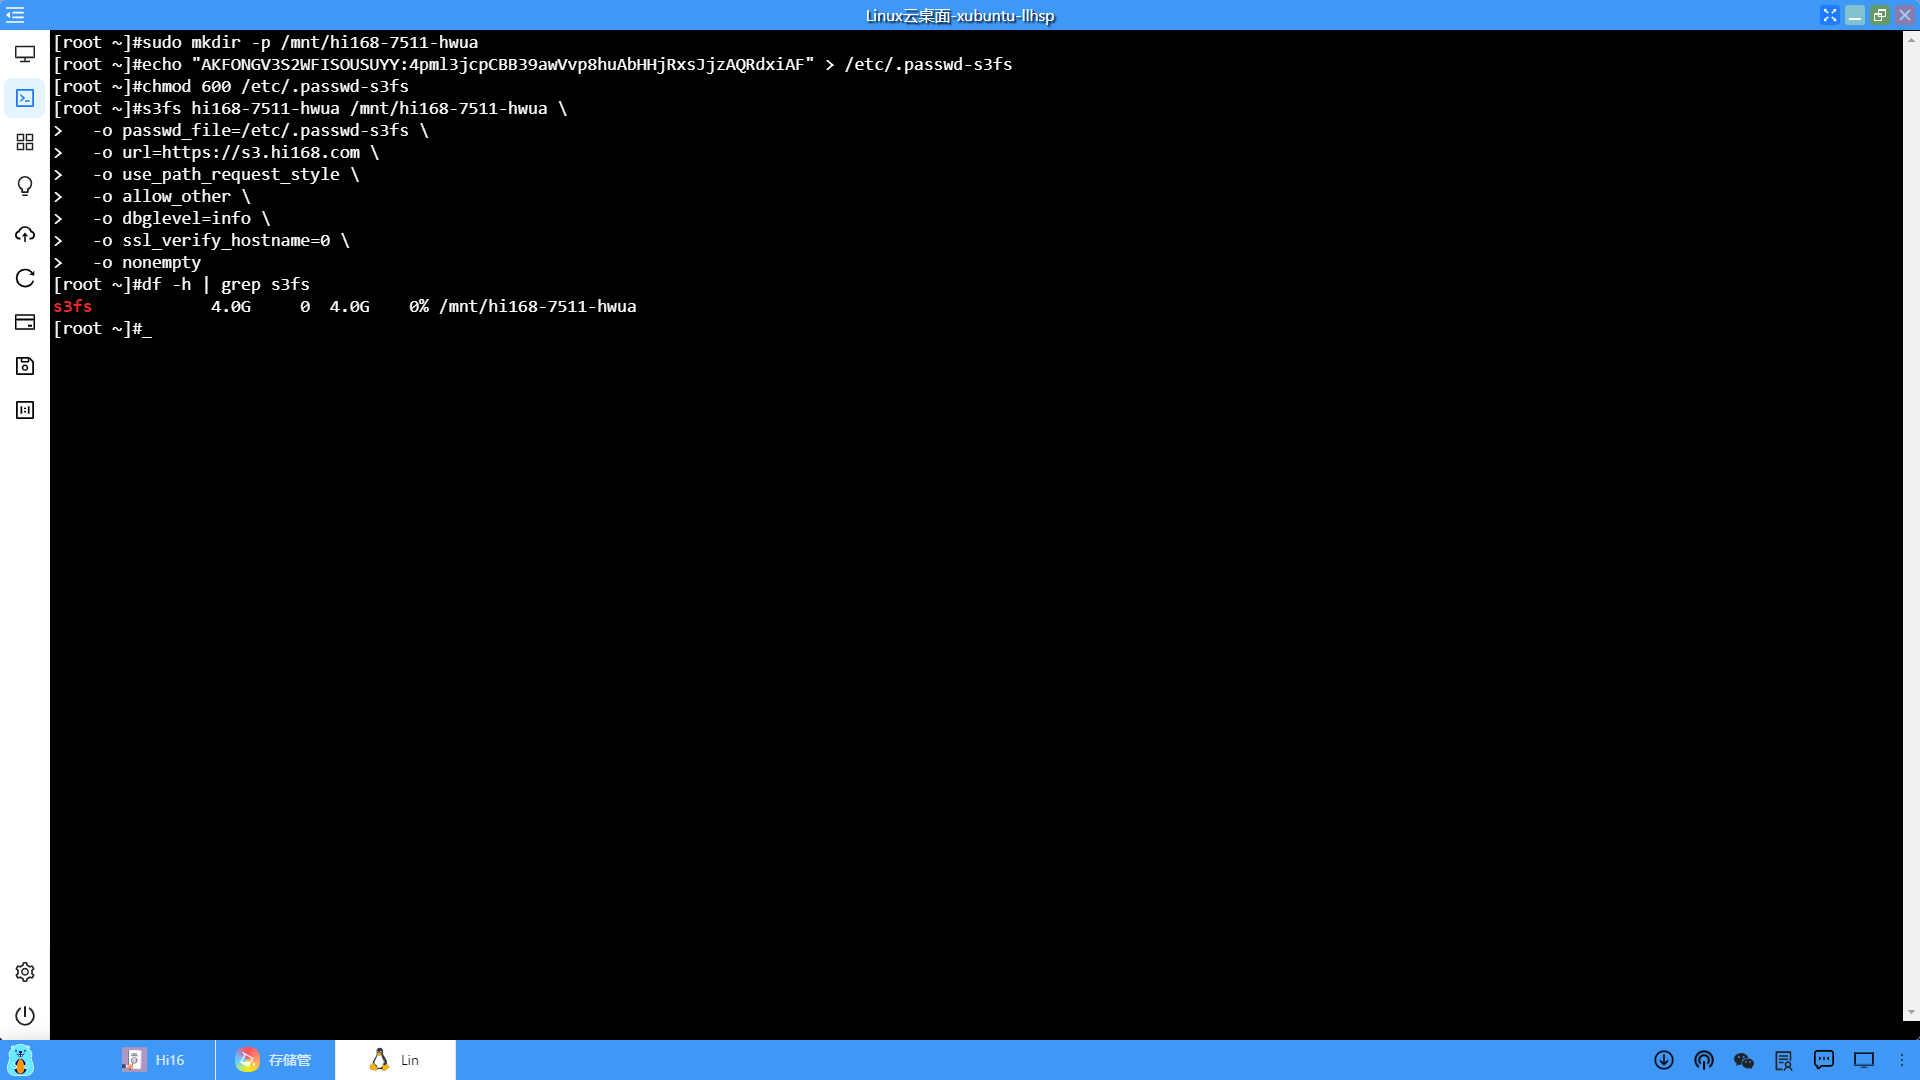 Linux云桌面-xubuntu-llhsp
[root ~]#sudo mkdir -p /mnt/hi168-7511-hwua
[root ~]#echo "AKFONGV3S2WFISOUSUYY:4pml3jcpCBB39awVvp8huAbHHjRxsJjzAQRdxiAF" > /etc/.passwd-s3fs
[root ~]#chmod 600 /etc/.passwd-s3fs
[root ~]#s3fs hi168-7511-hwua /mnt/hi168-7511-hwua \
>   -o passwd_file=/etc/.passwd-s3fs \
>   -o url=https://s3.hi168.com \
>   -o use_path_request_style \
>   -o allow_other \
>   -o dbglevel=info \
>   -o ssl_verify_hostname=0 \
>   -o nonempty
[root ~]#df -h | grep s3fs
s3fs            4.0G     0  4.0G    0% /mnt/hi168-7511-hwua
[root ~]#_
Hi16
存储管
Lin